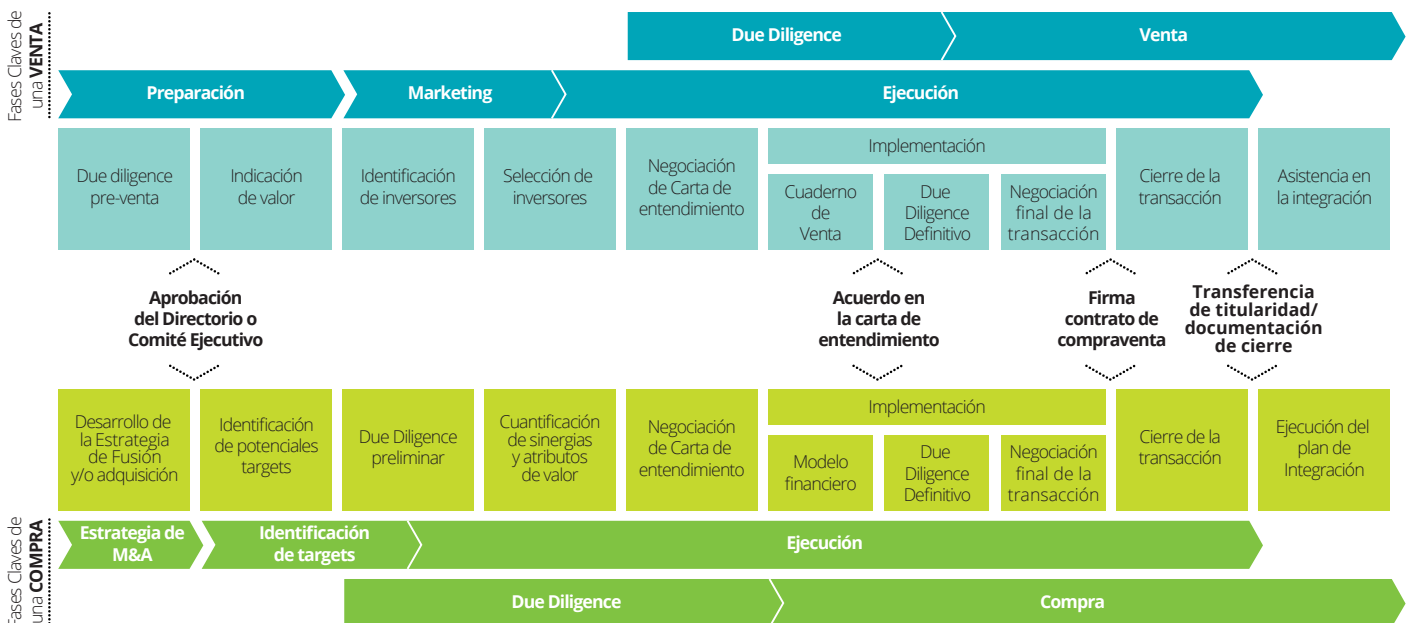 Fases Claves de
una VENTA
Due Diligence
Venta
Preparación
Marketing
Ejecución
Due diligence
pre-venta
Indicación
de valor
Identificación
de inversores
Selección de
inversores
Negociación
de Carta de
entendimiento
Implementación
Cuaderno
de
Venta
Due
Diligence
Definitivo
Negociación
final de la
transacción
Cierre de la
transacción
Asistencia en
la integración
Aprobación
del Directorio o
Comité Ejecutivo
Acuerdo en
la carta de
entendimiento
Firma
contrato de
compraventa
Transferencia
de titularidad/
documentación
de cierre
Desarrollo de
la Estrategia
de Fusión
y/o adquisición
Identificación
de potenciales
targets
Due Diligence
preliminar
Cuantificación
de sinergias
y atributos
de valor
Negociación
de Carta de
entendimiento
Implementación
Modelo
financiero
Due
Diligence
Definitivo
Negociación
final de la
transacción
Cierre de la
transacción
Ejecución del
plan de
Integración
Fases Claves de
una COMPRA
Estrategia de
M&A
Identificación
de targets
Ejecución
Due Diligence
Compra